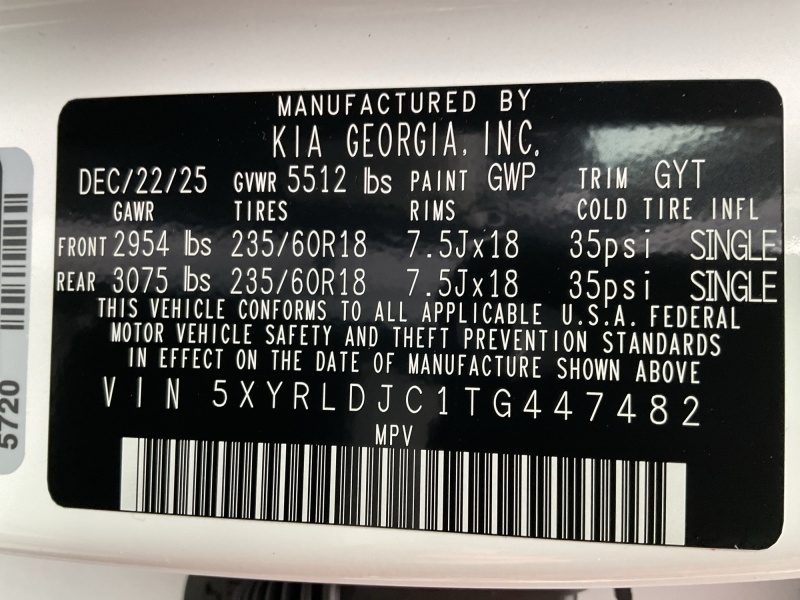 MANUFACTURED BY
KIA GEORGIA, INC.
DEC/22/25 GVWR 5512 lbs PAINT GWP TRIM GYT
GAWR TIRES RIMS COLD TIRE INFL
FRONT 2954 lbs 235/60R18 7.5Jx18 35psi SINGLE
REAR 3075 lbs 235/60R18 7.5Jx18 35psi SINGLE
THIS VEHICLE CONFORMS TO ALL APPLICABLE U.S.A. FEDERAL
MOTOR VEHICLE SAFETY AND THEFT PREVENTION STANDARDS
IN EFFECT ON THE DATE OF MANUFACTURE SHOWN ABOVE
VIN 5XYRLDJC1TG447482
MPV
5720